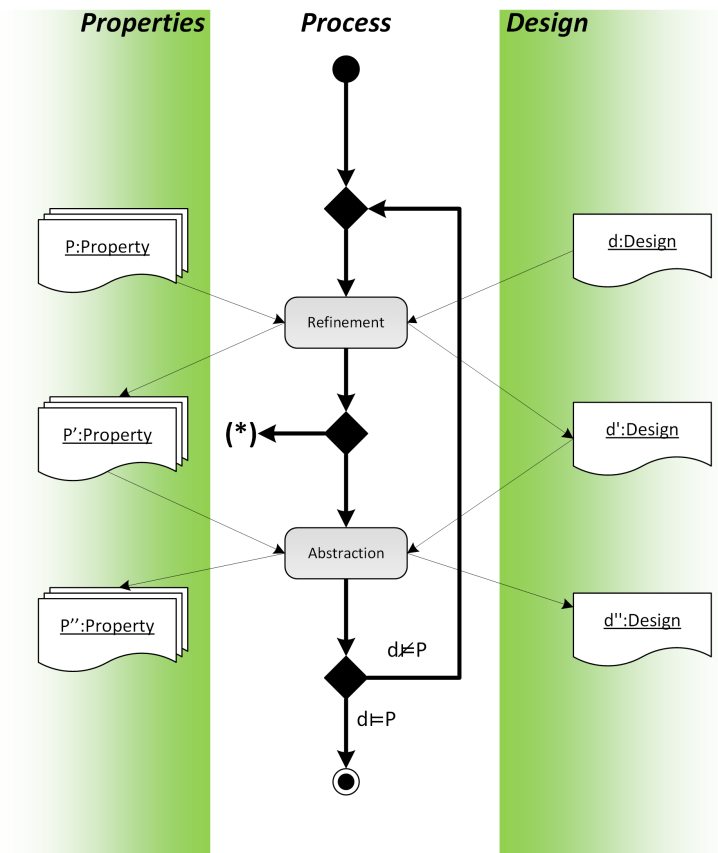 Properties
Process
Design
P:Property
d:Design
Refinement
P’:Property
(*)
d':Design
Abstraction
P’’:Property
d'':Design
d⊭P
d⊨P